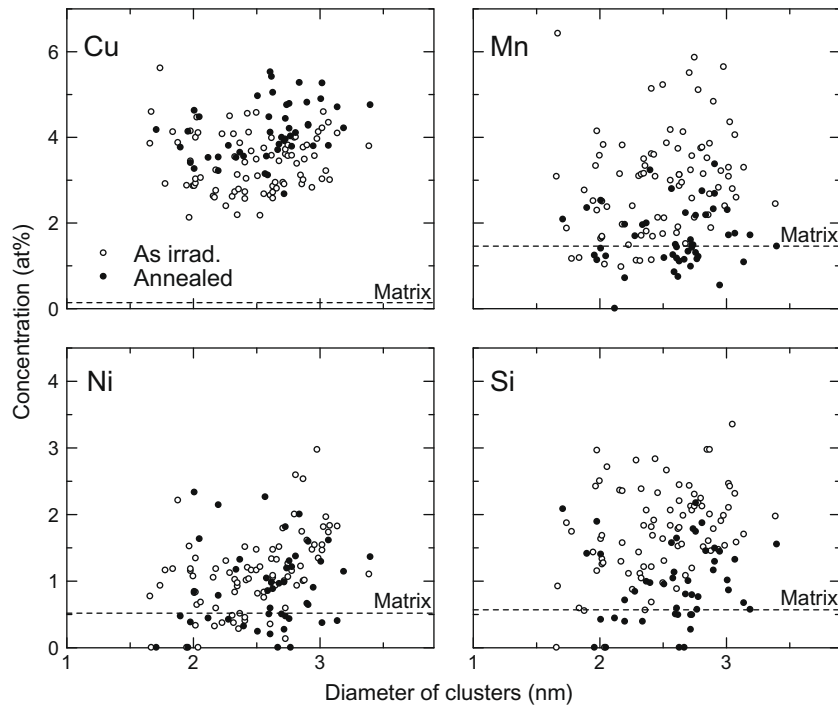 Cu
Mn
6
4
2
0
As irrad.
Annealed
Matrix
Matrix
Concentration (at%)
Ni
Si
4
3
2
1
0
Matrix
Matrix
1 2 3 1 2 3
Diameter of clusters (nm)